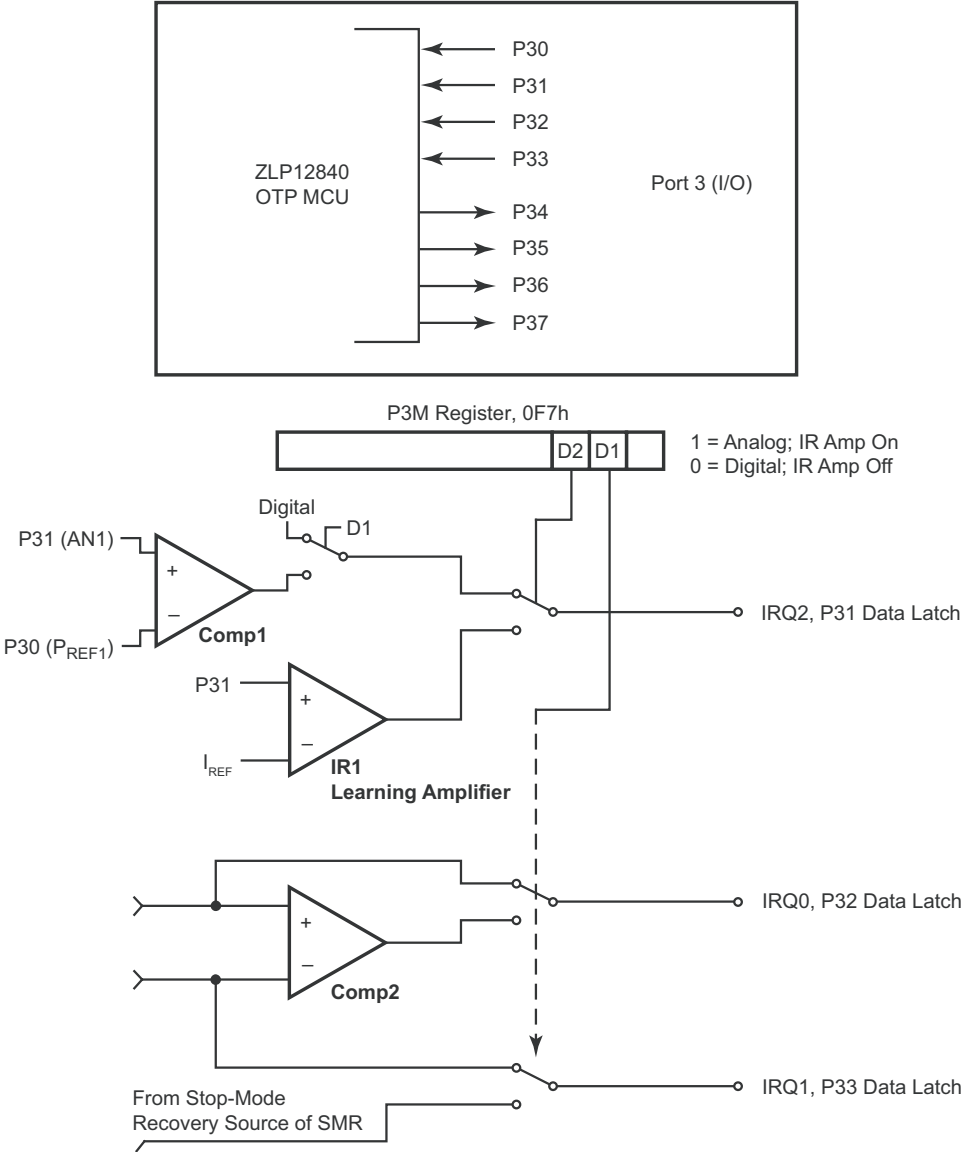 P30
P31
P32
P33
ZLP12840
OTP MCU
Port 3 (I/O)
P34
P35
P36
P37
P3M Register, 0F7h
D2 D1
1 = Analog; IR Amp On
0 = Digital; IR Amp Off
Digital
D1
P31 (AN1)
+
–
P30 (PREF1)
Comp1
IRQ2, P31 Data Latch
P31
+
–
IREF
IR1
Learning Amplifier
IRQ0, P32 Data Latch
+
–
Comp2
From Stop-Mode
Recovery Source of SMR
IRQ1, P33 Data Latch